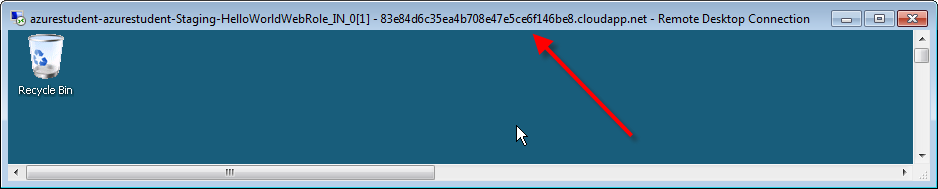 azurestudent-azurestudent-Staging-HelloWorldWebRole_IN_0[1] - 83e84d6c35ea4b708e47e5ce6f146be8.cloudapp.net - Remote Desktop Connection
Recycle Bin